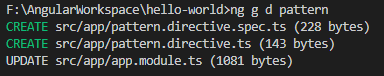 F:\AngularWorkspace\hello-world>ng g d pattern
CREATE src/app/pattern.directive.spec.ts (228 bytes)
CREATE src/app/pattern.directive.ts (143 bytes)
UPDATE src/app/app.module.ts (1081 bytes)